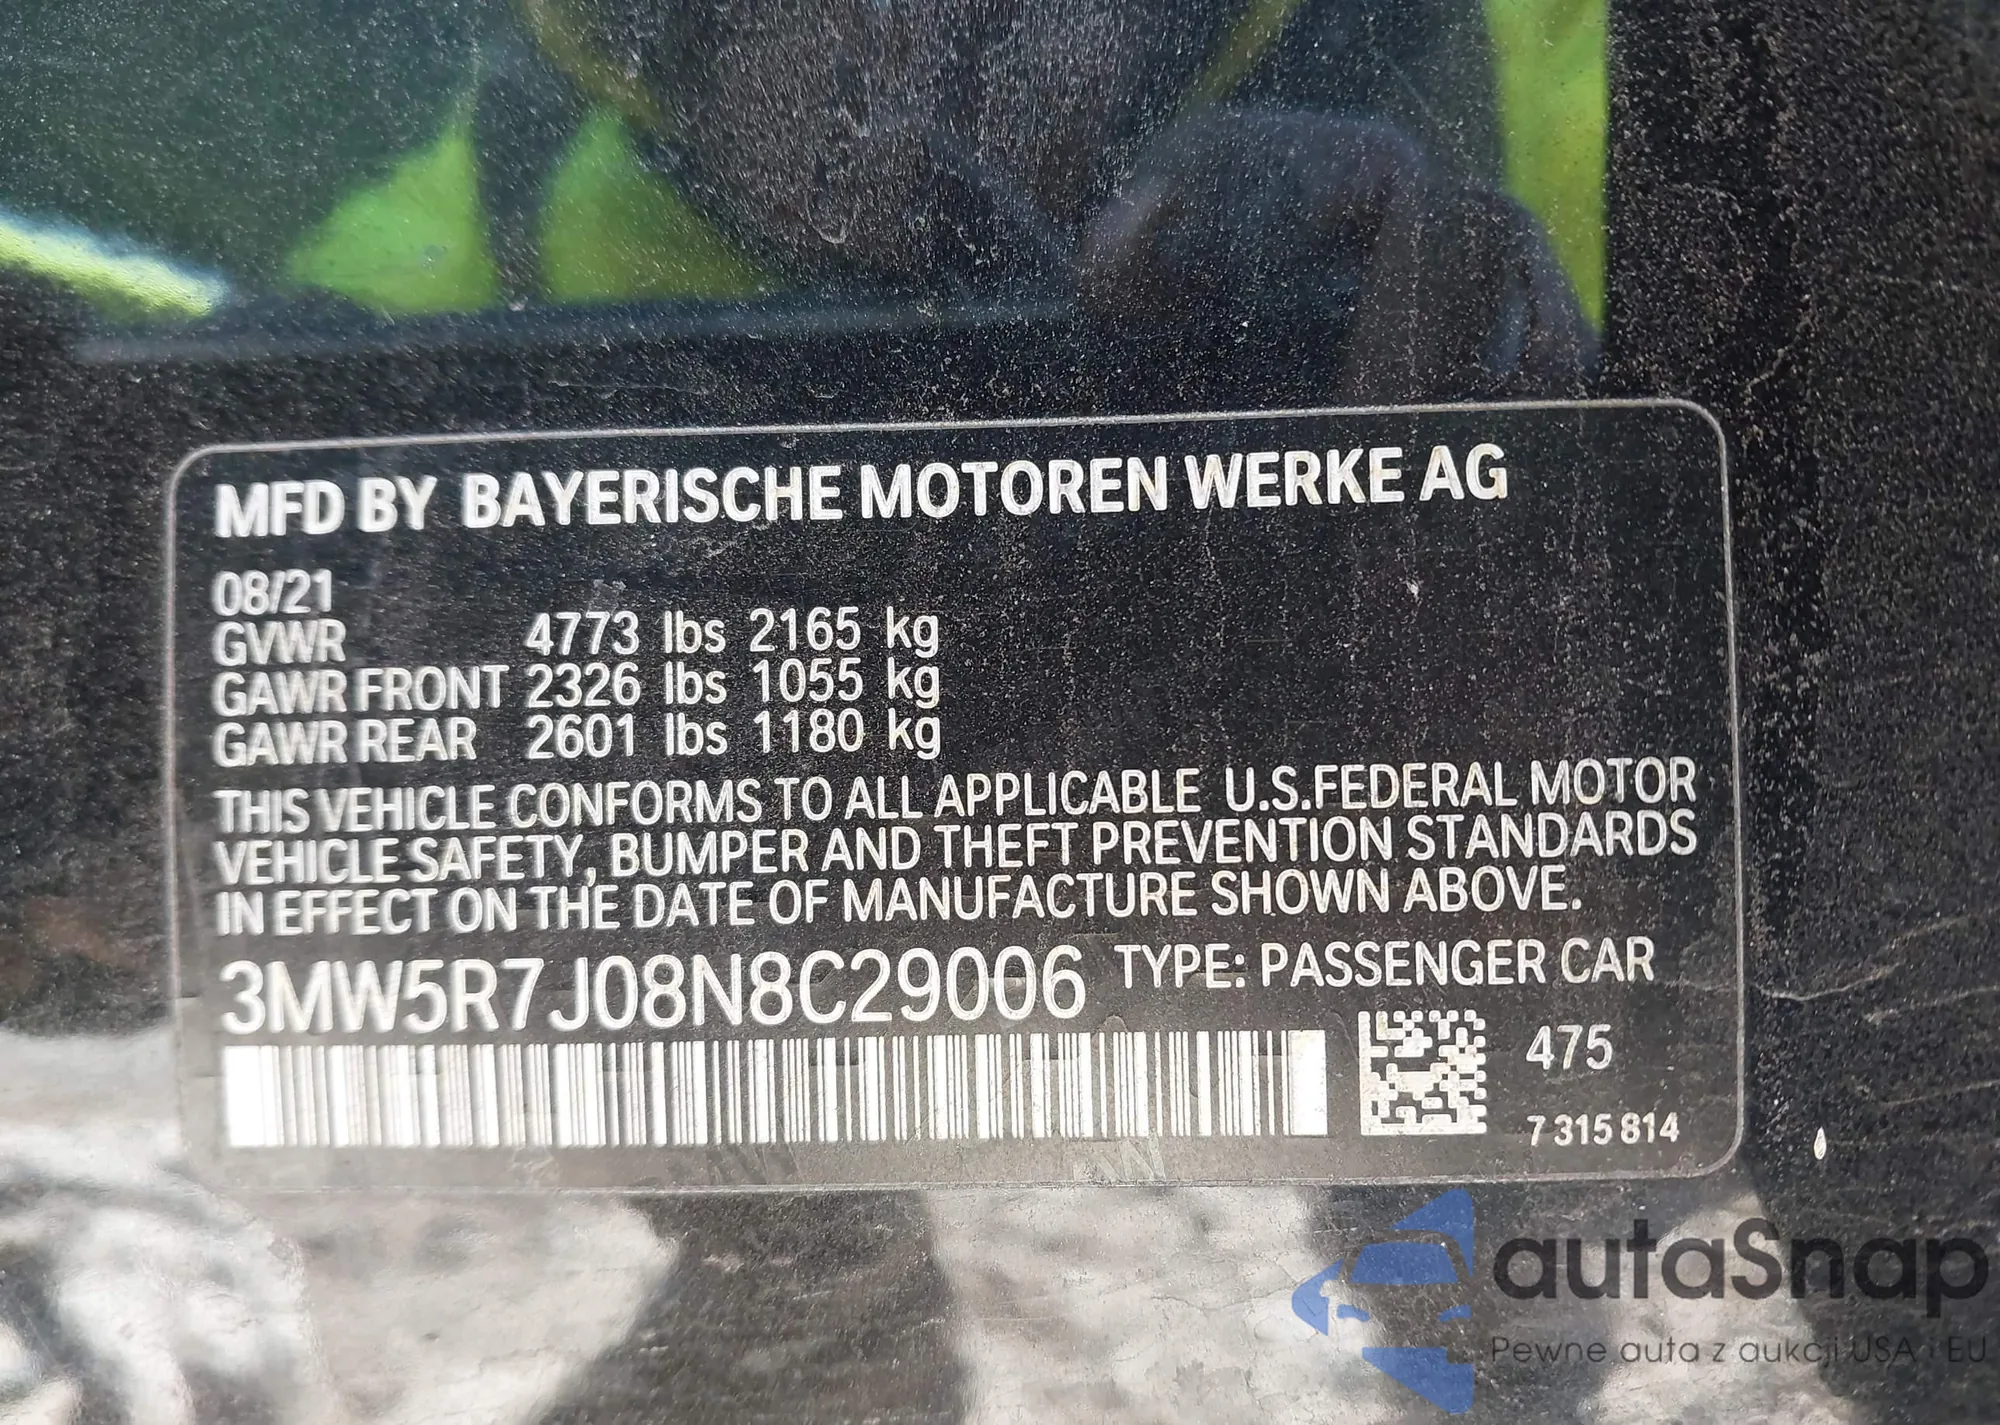 MFD BY BAYERISCHE MOTOREN WERKE AG
08/21
GVWR 4773 lbs 2165 kg
GAWR FRONT 2326 lbs 1055 kg
GAWR REAR 2601 lbs 1180 kg
THIS VEHICLE CONFORMS TO ALL APPLICABLE U.S.FEDERAL MOTOR
VEHICLE SAFETY, BUMPER AND THEFT PREVENTION STANDARDS
IN EFFECT ON THE DATE OF MANUFACTURE SHOWN ABOVE.
3MW5R7J08N8C29006 TYPE: PASSENGER CAR
475
7315814
autaSnap
Pewne auta z aukcji USA i EU